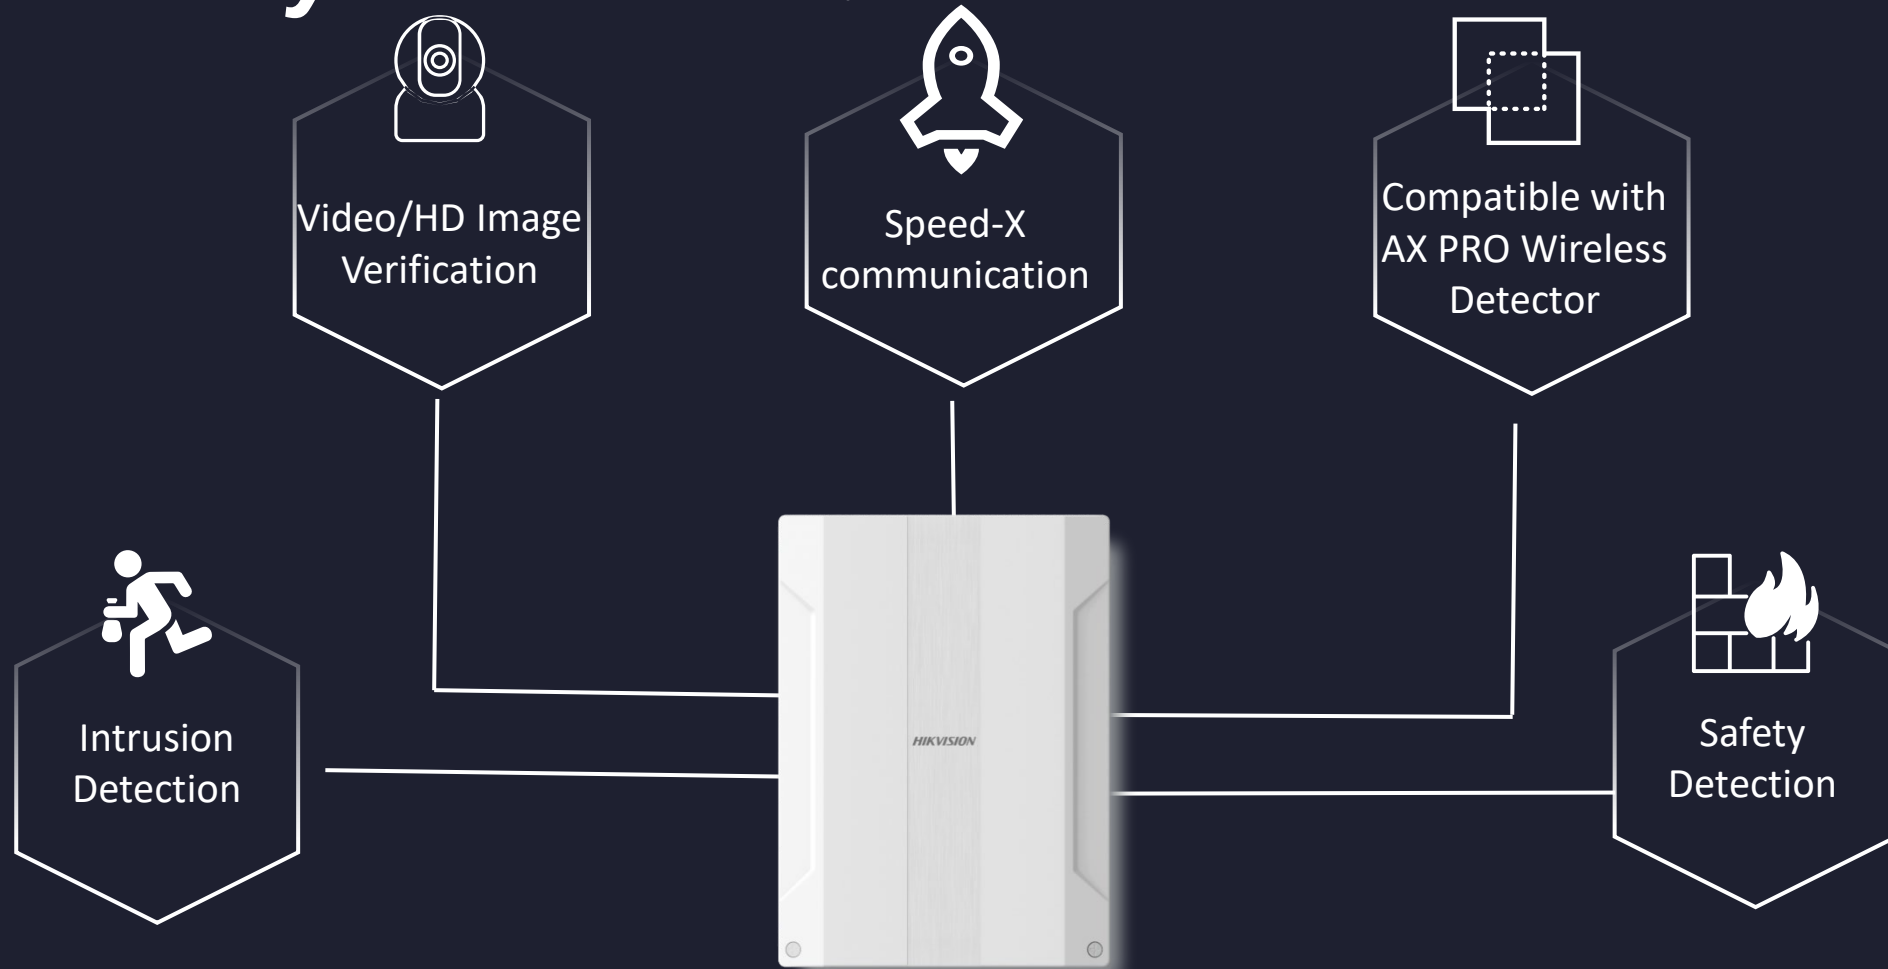 Video/HD Image
Verification
Speed-X
communication
Compatible with
AX PRO Wireless
Detector
Intrusion
Detection
HIKVISION
Safety
Detection